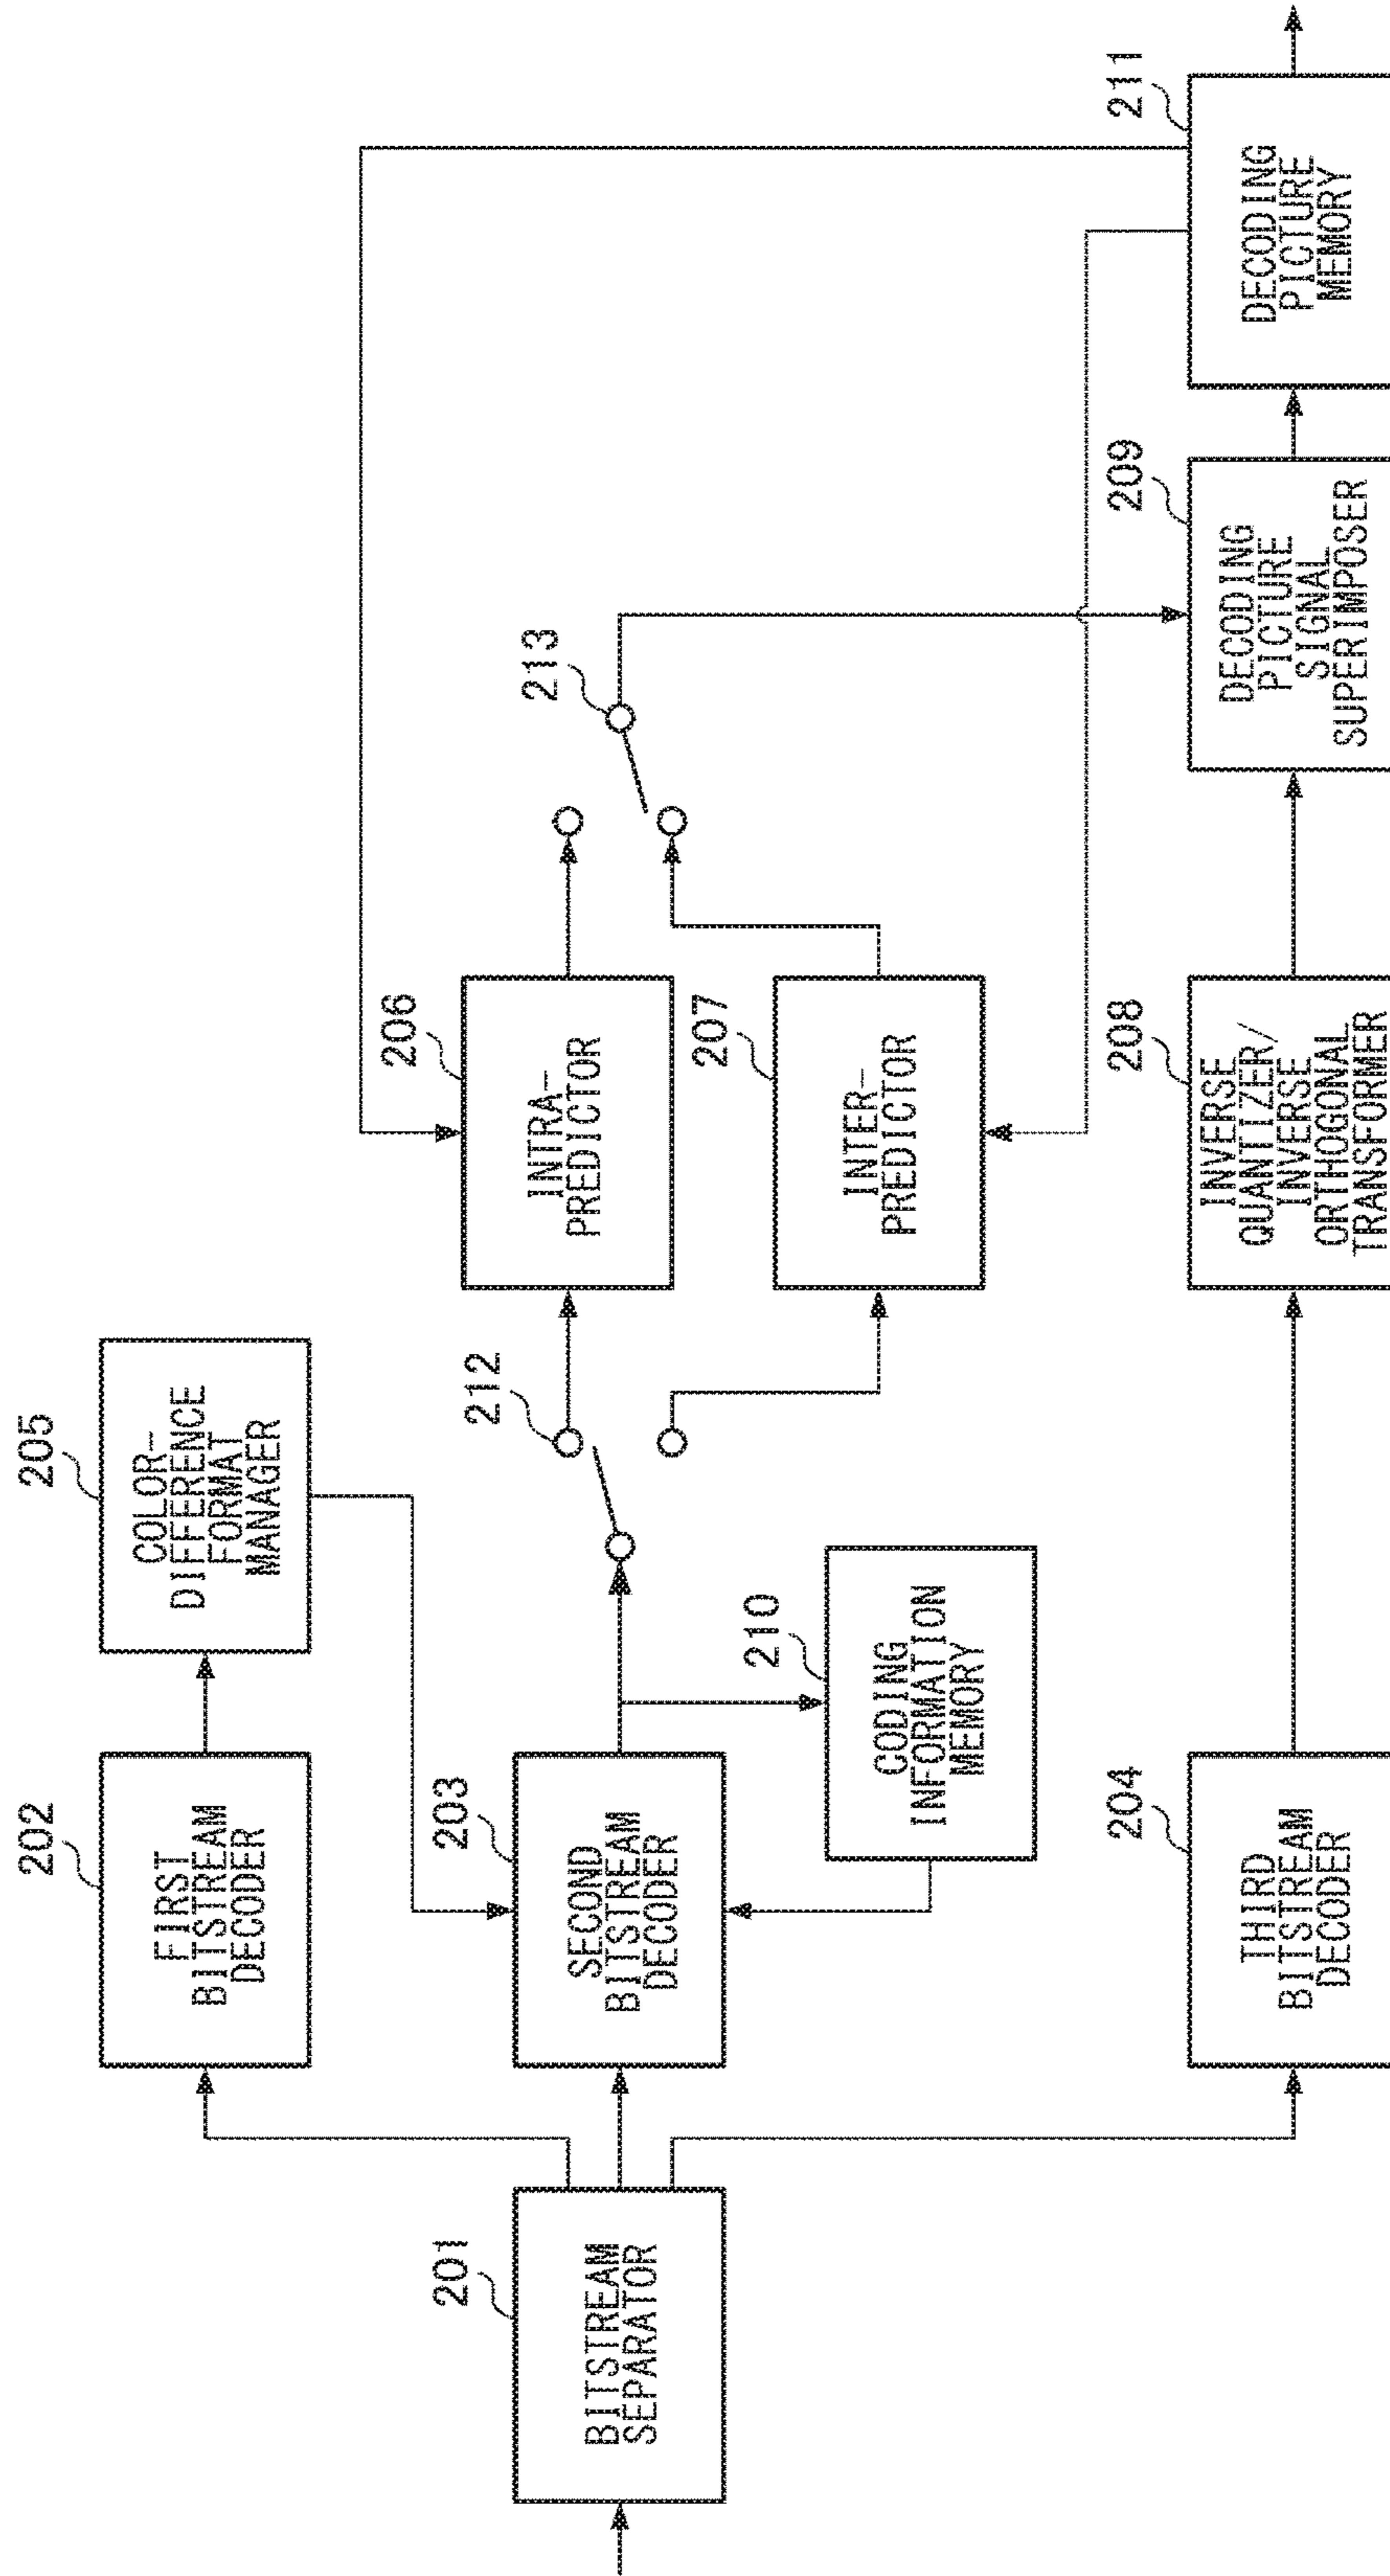 201
BITSTREAM
SEPARATOR
202
FIRST
BITSTREAM
DECODER
205
COLOR-
DIFFERENCE
FORMAT
MANAGER
203
SECOND
BITSTREAM
DECODER
210
CODING
INFORMATION
MEMORY
212
206
INTRA-
PREDICTOR
207
INTER-
PREDICTOR
213
204
THIRD
BITSTREAM
DECODER
208
INVERSE
QUANTIZER/
INVERSE
ORTHOGONAL
TRANSFORMER
209
DECODING
PICTURE
SIGNAL
SUPERIMPOSER
211
DECODING
PICTURE
MEMORY